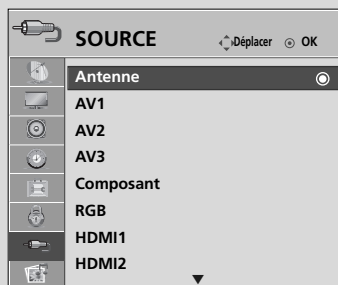 SOURCE Déplacer OK
Antenne
AV1
AV2
AV3
Composant
RGB
HDMI1
HDMI2